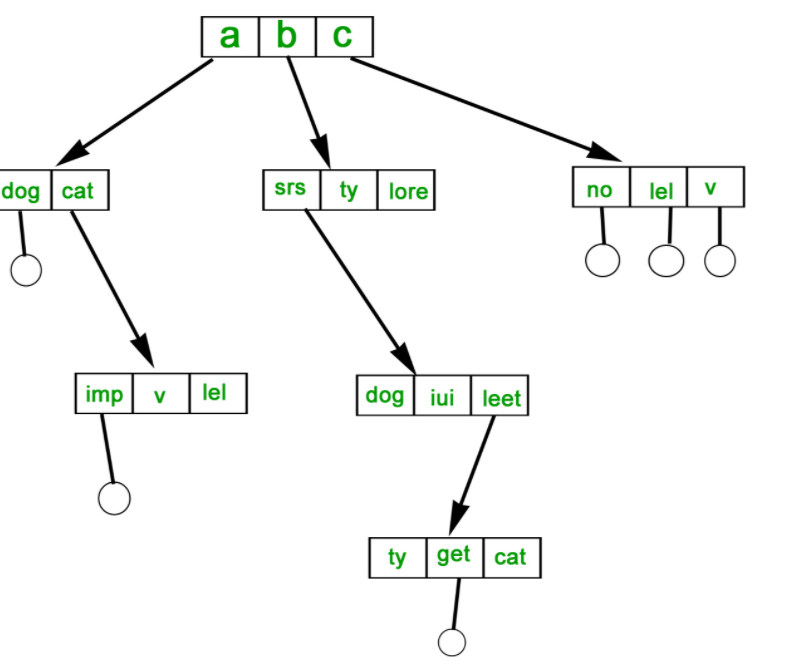 a b c
dog cat
srs ty lore
no lel v
imp v lel
dog iui leet
ty get cat